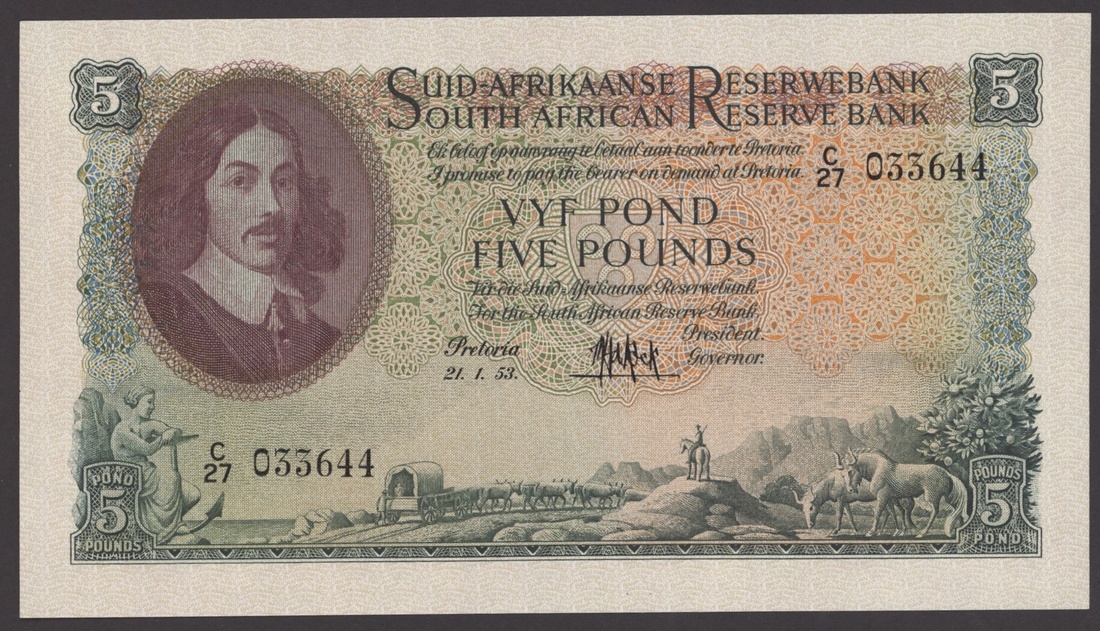 5 SUID-AFRIKAANSE RESERWEBANK 5
SOUTH AFRICAN RESERVE BANK
Ek beloof op aanvraag te betaal aan toonder te Pretoria.
I promise to pay the bearer on demand at Pretoria.
C/27 033644
VYF POND
FIVE POUNDS
Vir die Suid-Afrikaanse Reserwebank.
For the South African Reserve Bank.
President.
Governor.
Pretoria
21. 1. 53.
C/27 033644
POND
5
POUNDS
POUNDS
5
POND